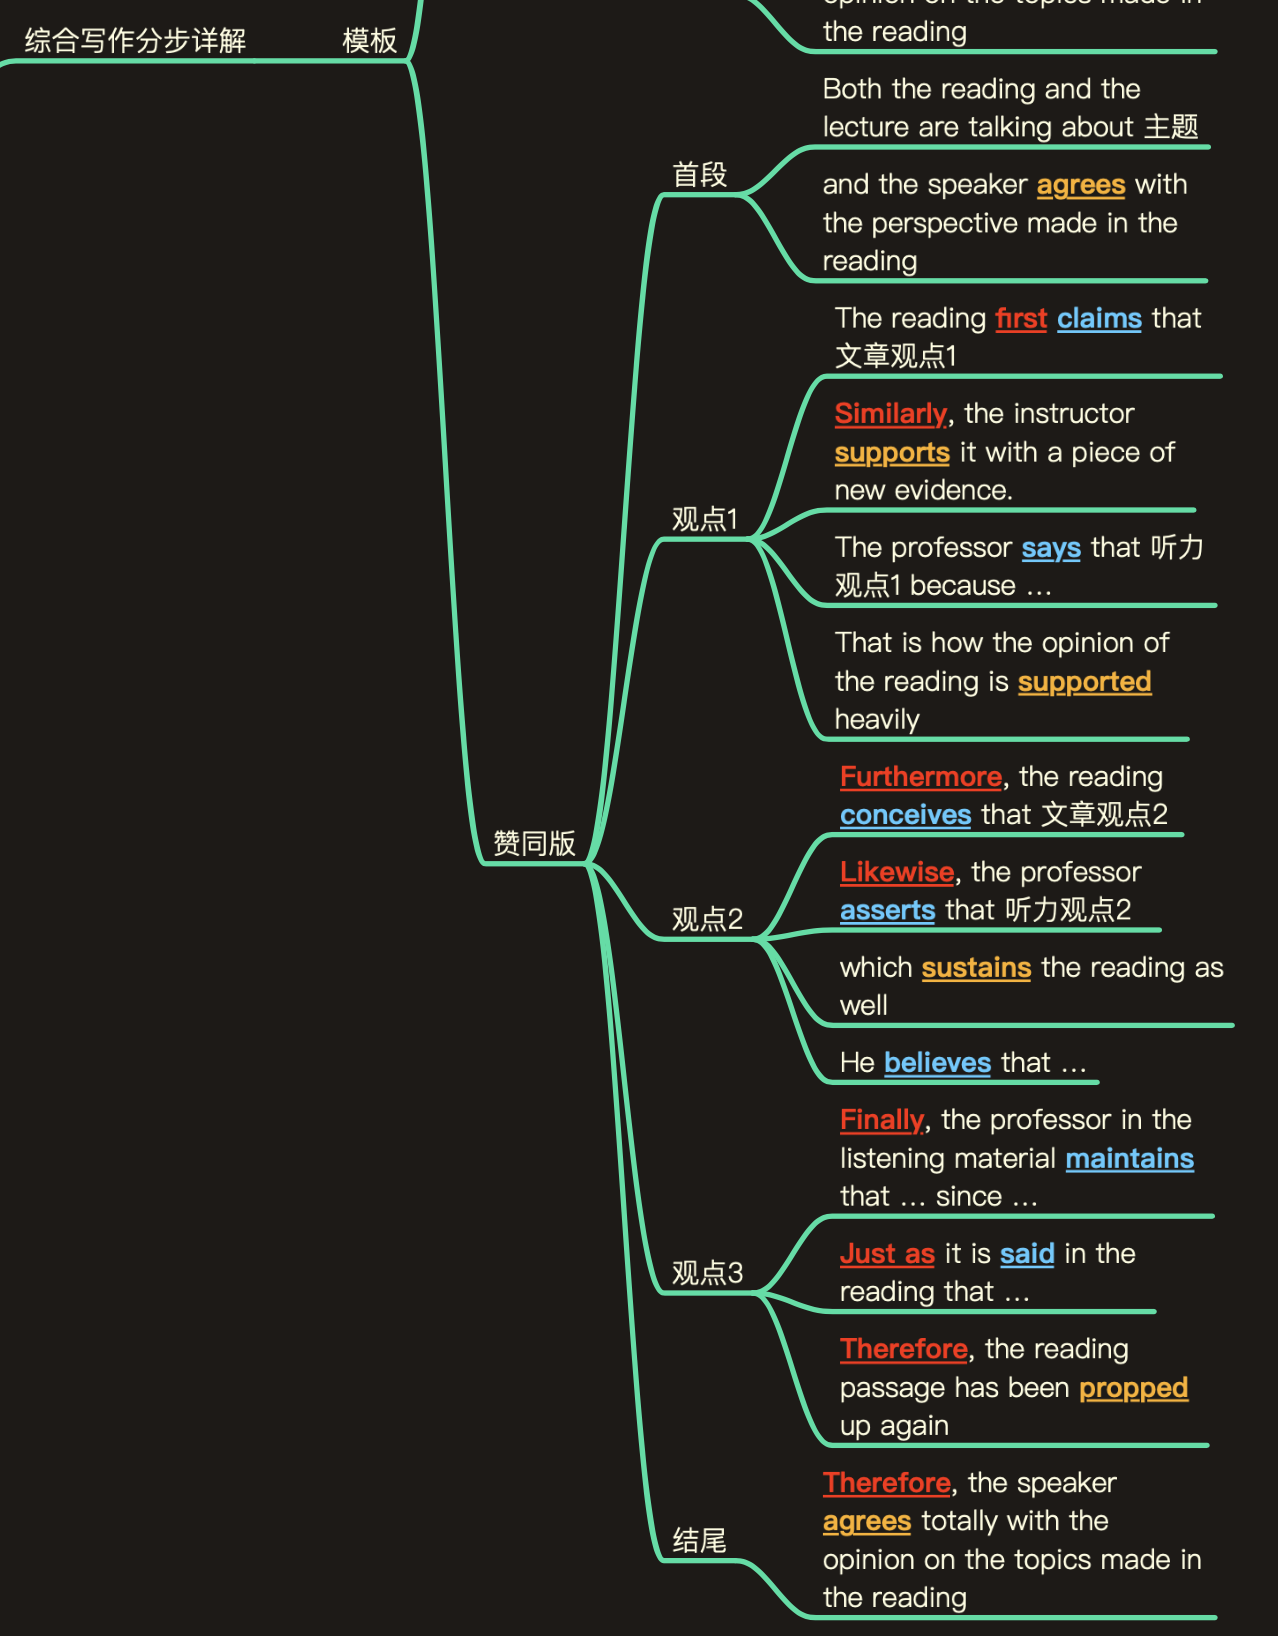 综合写作分步详解
模板
the reading
赞同版
首段
Both the reading and the
lecture are talking about 主题
and the speaker agrees with
the perspective made in the
reading
观点1
The reading first claims that
文章观点1
Similarly, the instructor
supports it with a piece of
new evidence.
The professor says that 听力
观点1 because ...
That is how the opinion of
the reading is supported
heavily
观点2
Furthermore, the reading
conceives that 文章观点2
Likewise, the professor
asserts that 听力观点2
which sustains the reading as
well
He believes that ...
观点3
Finally, the professor in the
listening material maintains
that ... since ...
Just as it is said in the
reading that ...
Therefore, the reading
passage has been propped
up again
结尾
Therefore, the speaker
agrees totally with the
opinion on the topics made in
the reading